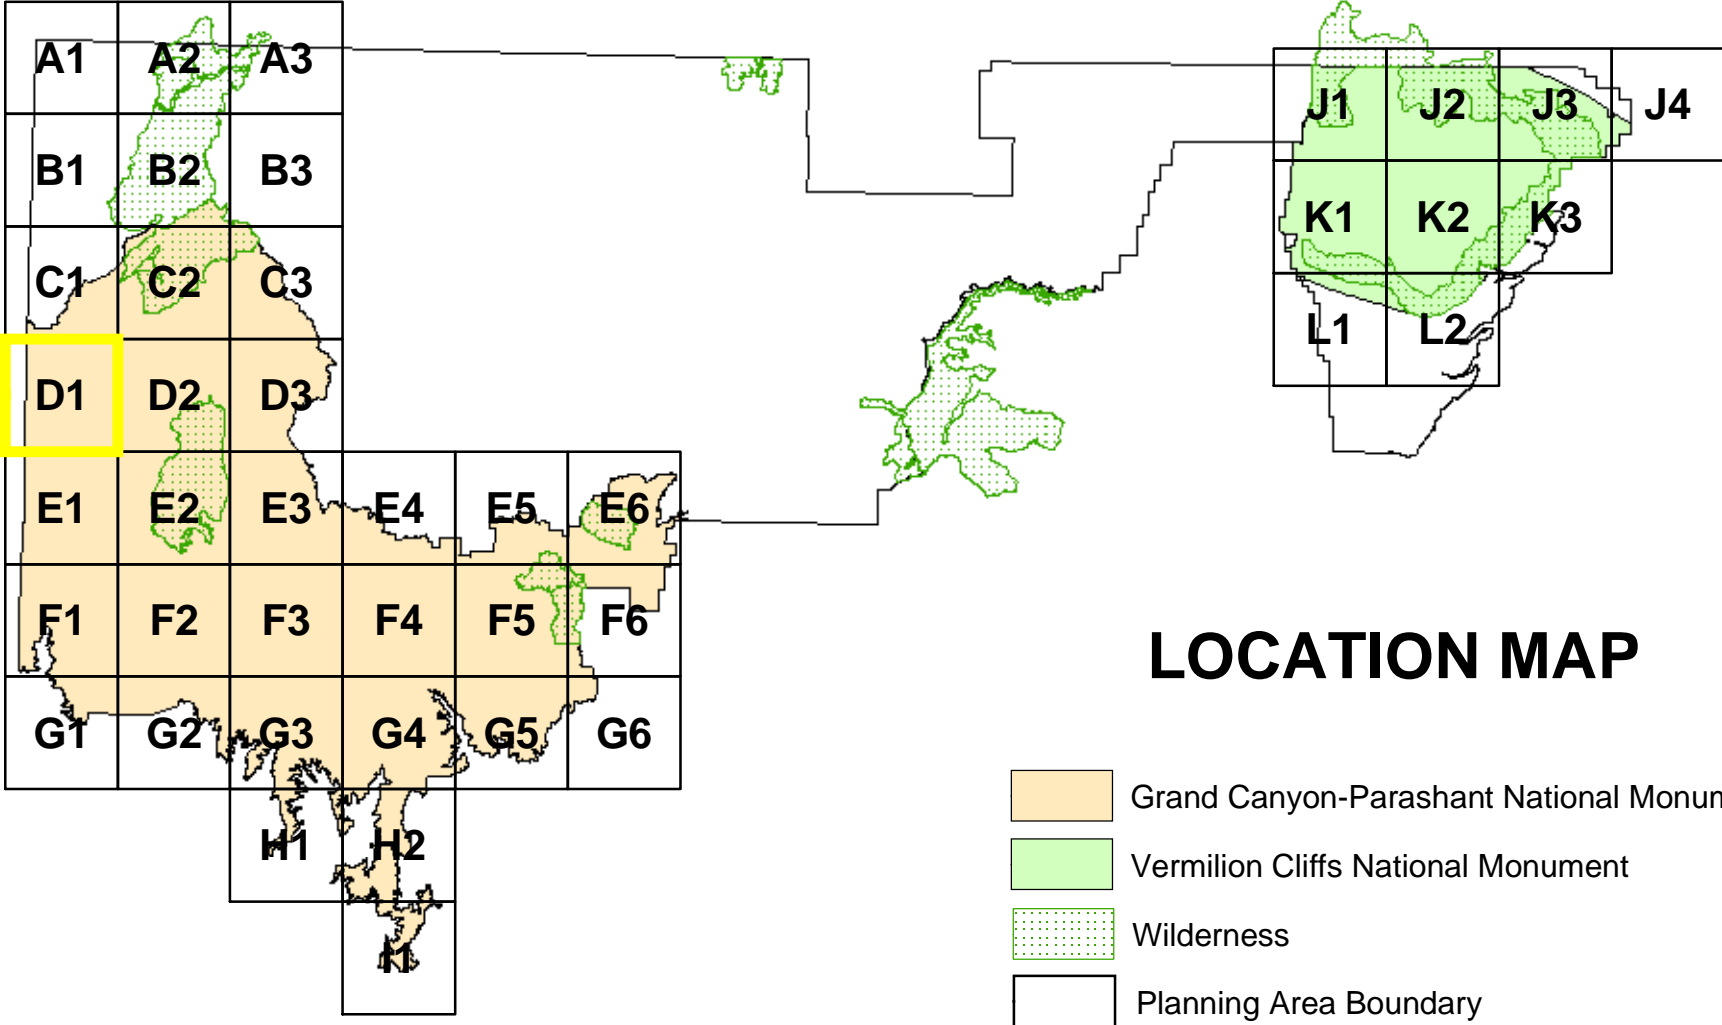 A1 A2 A3
J1 J2 J3 J4
B1 B2 B3
K1 K2 K3
C1 C2 C3
L1 L2
D1 D2 D3
E1 E2 E3 E4 E5 E6
F1 F2 F3 F4 F5 F6
LOCATION MAP
G1 G2 G3 G4 G5 G6
Grand Canyon-Parashant National Monum
H1 H2
Vermilion Cliffs National Monument
Wilderness
I1
Planning Area Boundary